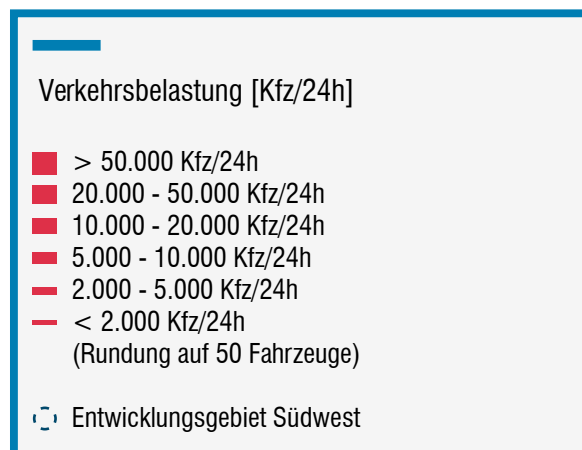 Verkehrsbelastung [Kfz/24h]
> 50.000 Kfz/24h
20.000 - 50.000 Kfz/24h
10.000 - 20.000 Kfz/24h
5.000 - 10.000 Kfz/24h
2.000 - 5.000 Kfz/24h
< 2.000 Kfz/24h
(Rundung auf 50 Fahrzeuge)
Entwicklungsgebiet Südwest